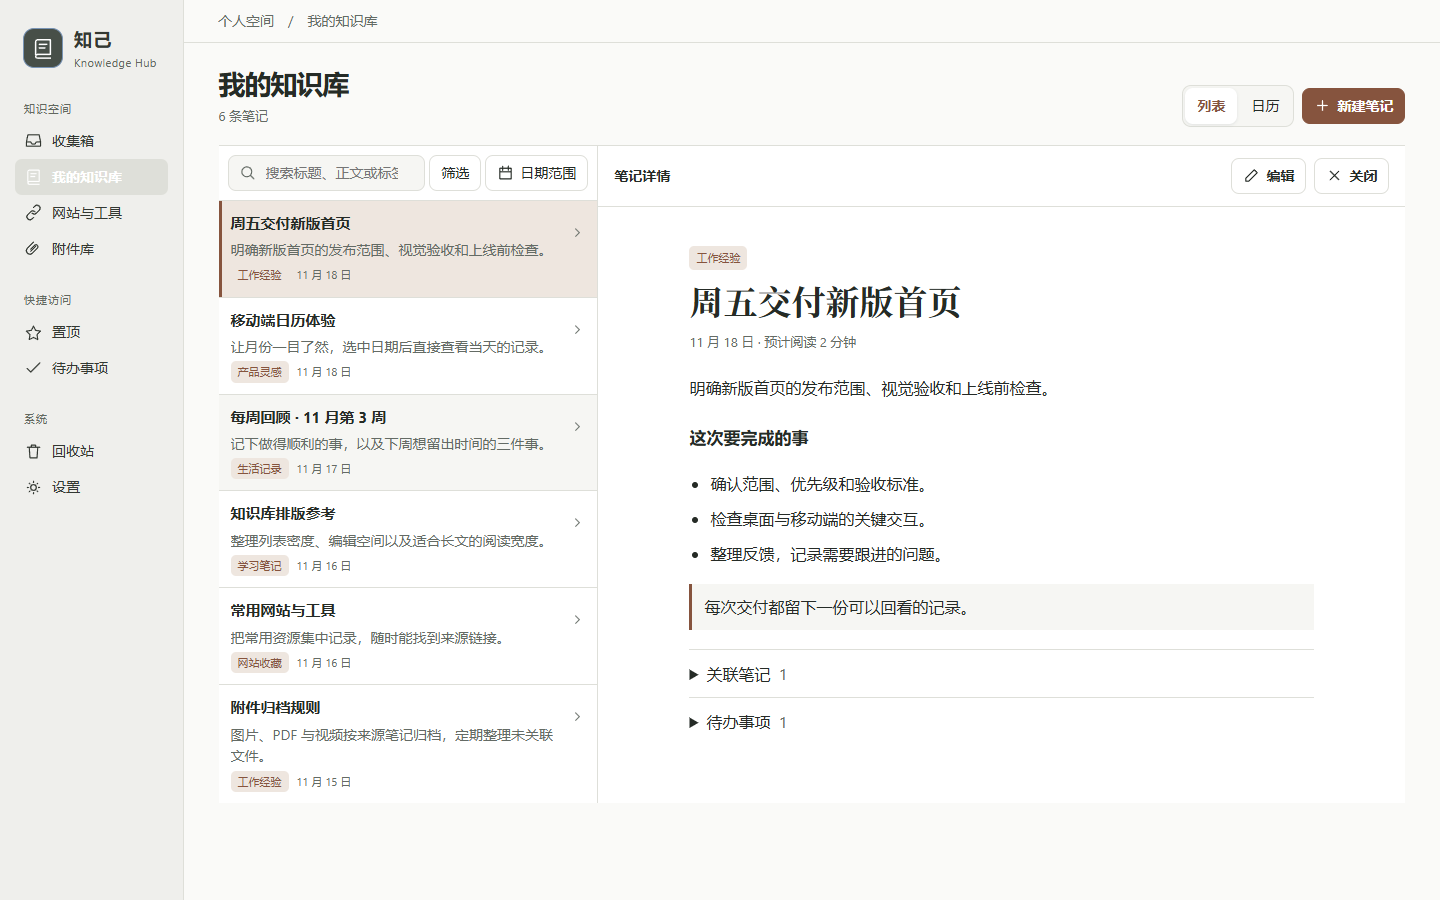 知己
Knowledge Hub
知识空间
收集箱
我的知识库
网站与工具
附件库
快捷访问
置顶
待办事项
系统
回收站
设置
个人空间 / 我的知识库
我的知识库
6 条笔记
列表
日历
新建笔记
搜索标题、正文或标签
筛选
日期范围
周五交付新版首页
明确新版首页的发布范围、视觉验收和上线前检查。
工作经验 11 月 18 日
移动端日历体验
让月份一目了然，选中日期后直接查看当天的记录。
产品灵感 11 月 18 日
每周回顾 · 11 月第 3 周
记下做得顺利的事，以及下周想留出时间的三件事。
生活记录 11 月 17 日
知识库排版参考
整理列表密度、编辑空间以及适合长文的阅读宽度。
学习笔记 11 月 16 日
常用网站与工具
把常用资源集中记录，随时能找到来源链接。
网站收藏 11 月 16 日
附件归档规则
图片、PDF 与视频按来源笔记归档，定期整理未关联
文件。
工作经验 11 月 15 日
笔记详情
编辑
关闭
工作经验
周五交付新版首页
11 月 18 日 · 预计阅读 2 分钟
明确新版首页的发布范围、视觉验收和上线前检查。
这次要完成的事
确认范围、优先级和验收标准。
检查桌面与移动端的关键交互。
整理反馈，记录需要跟进的问题。
每次交付都留下一份可以回看的记录。
关联笔记 1
待办事项 1